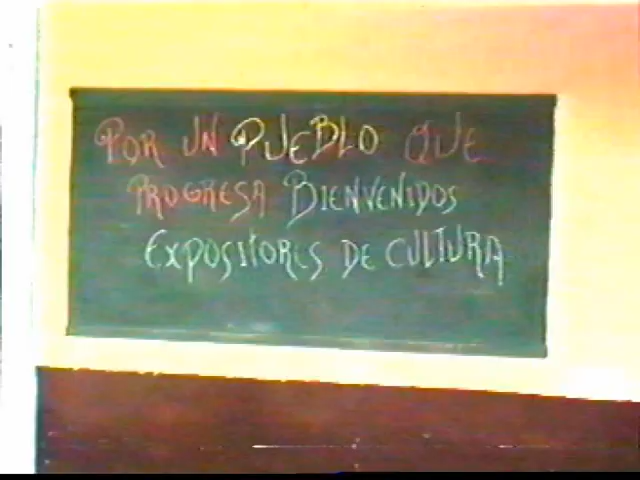 POR UN PUEBLO QUE
PROGRESA BIENVENIDOS
EXPOSITORES DE CULTURA